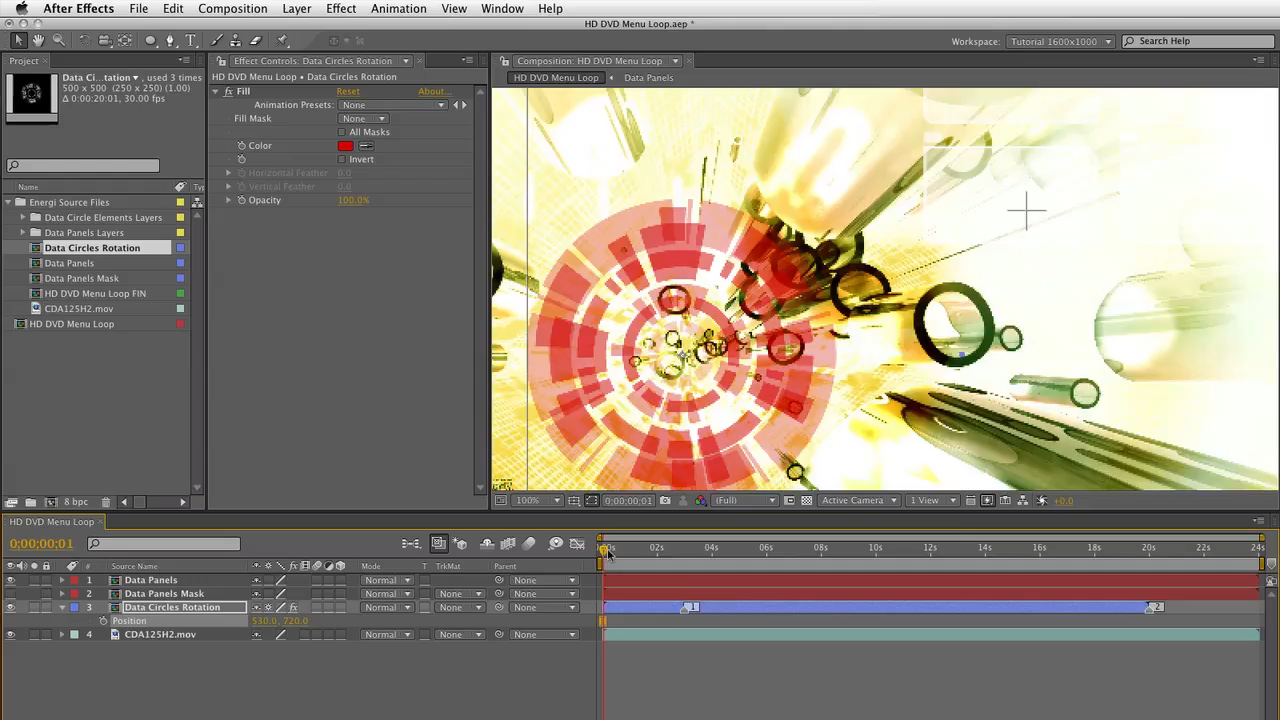 After Effects File Edit Composition Layer Effect Animation View Window Help
HD DVD Menu Loop.aep *
Workspace: Tutorial 1600x1000 Search Help
Project
Data Ci...tation ▾, used 3 times
500 x 500 (250 x 250) (1.00)
Δ 0:00:20:01, 30.00 fps
Name Typ
Energi Source Files
Data Circle Elements Layers
Data Panels Layers
Data Circles Rotation
Data Panels
Data Panels Mask
HD DVD Menu Loop FIN
CDA125H2.mov
HD DVD Menu Loop
8 bpc
Effect Controls: Data Circles Rotation
HD DVD Menu Loop • Data Circles Rotation
Fill Reset About...
Animation Presets: None
Fill Mask None
All Masks
Color
Invert
Horizontal Feather 0.0
Vertical Feather 0.0
Opacity 100.0%
Composition: HD DVD Menu Loop
HD DVD Menu Loop Data Panels
100% 0;00;00;01 (Full) Active Camera 1 View +0.0
HD DVD Menu Loop
0;00;00;01
02s 04s 06s 08s 10s 12s 14s 16s 18s 20s 22s 24s
# Source Name Mode T TrkMat Parent
1 Data Panels Normal None
2 Data Panels Mask Normal None None
3 Data Circles Rotation Normal None None
1 2
Position 530.0, 720.0
4 CDA125H2.mov Normal None None